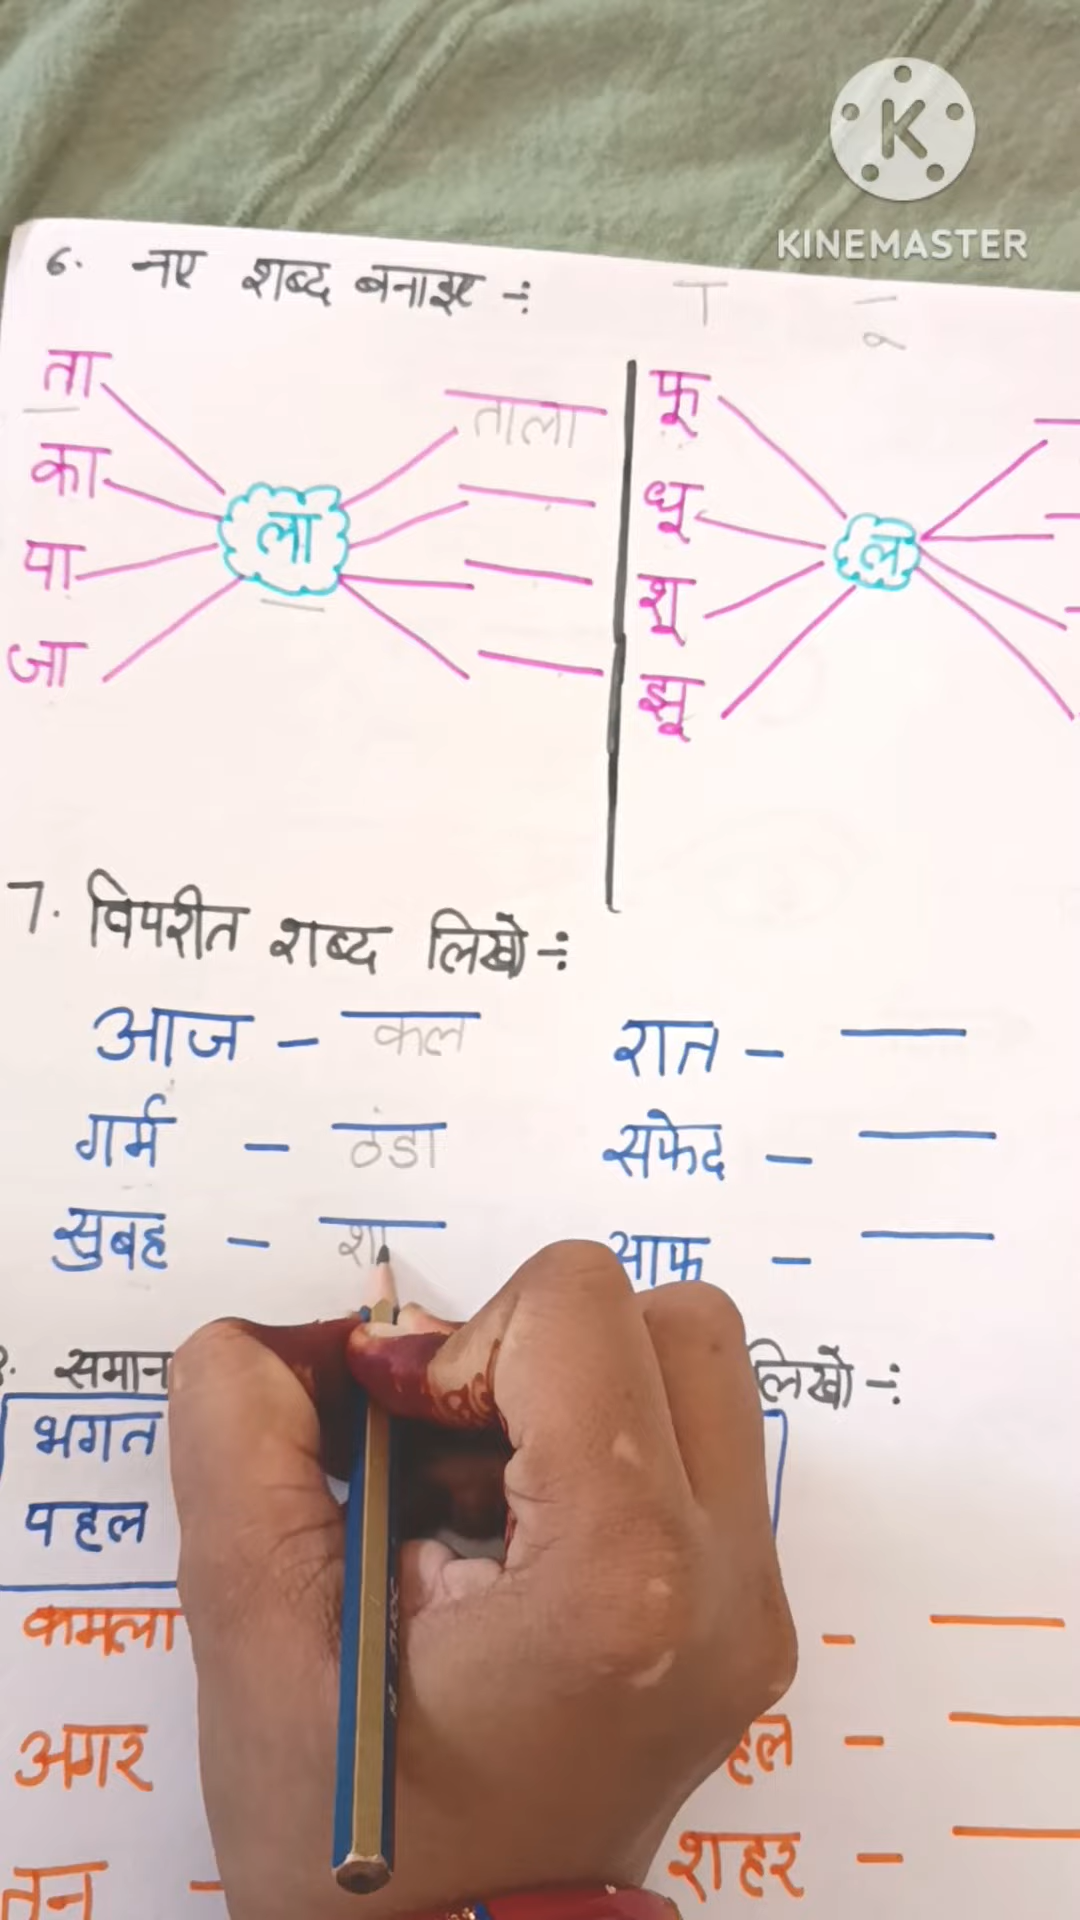 K
KINEMASTER
6. नए शब्द बनाइए -:
ता
का
पा
जा
ला
ताला
फू
धू
शू
झू
ल
7. विपरीत शब्द लिखो -:
आज - कल
रात -
गर्म - ठंडा
सफेद -
सुबह - शा
साफ -
समान लिखो -:
भगत
पहल
कमला -
अगर हल -
तन - शहर -